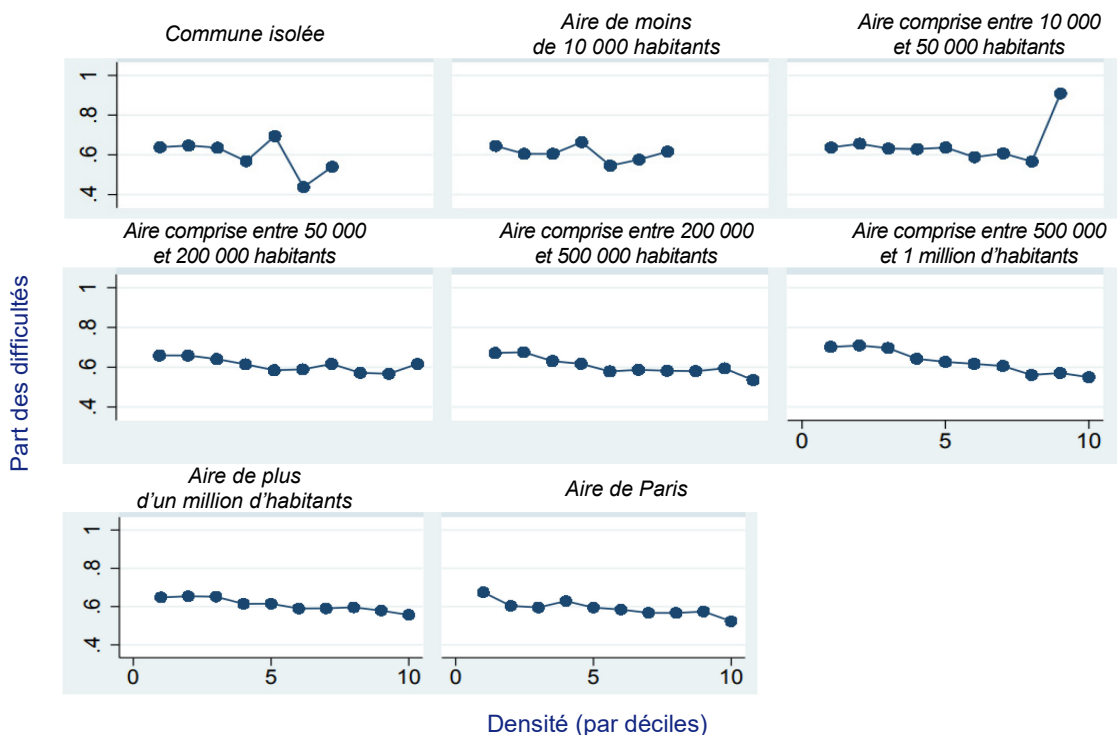 Commune isolée
Aire de moins
de 10 000 habitants
Aire comprise entre 10 000
et 50 000 habitants
1
.8
.6
.4
Aire comprise entre 50 000
et 200 000 habitants
Aire comprise entre 200 000
et 500 000 habitants
Aire comprise entre 500 000
et 1 million d'habitants
1
.8
.6
.4
0 5 10
Part des difficultés
Aire de plus
d'un million d'habitants
Aire de Paris
1
.8
.6
.4
0 5 10
0 5 10
Densité (par déciles)